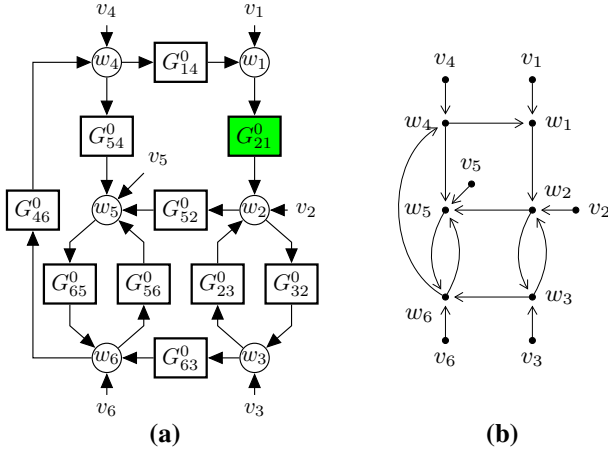 v₄ v₁
w₄ G⁰₁₄ w₁
G⁰₅₄ G⁰₂₁
v₅
G⁰₄₆ w₅ G⁰₅₂ w₂ v₂
G⁰₆₅ G⁰₅₆ G⁰₂₃ G⁰₃₂
w₆ G⁰₆₃ w₃
v₆ v₃
(a)
v₄ v₁
w₄ w₁
v₅
w₅ w₂
v₂
w₆ w₃
v₆ v₃
(b)